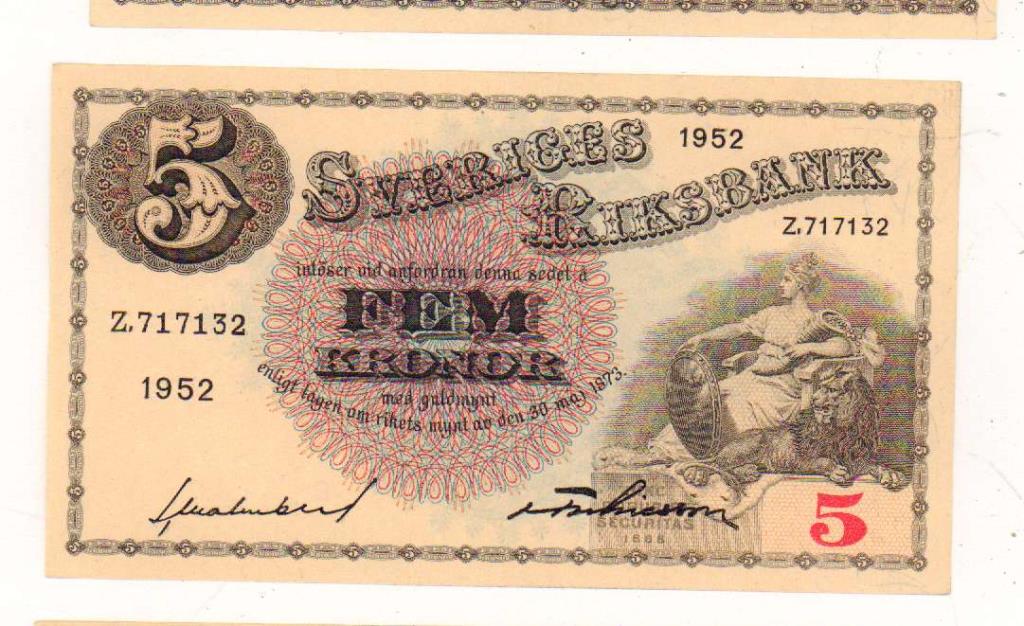 5
SVERIGES
1952
RIKSBANK
Z.717132
inlöser vid anfordran denna sedel å
FEM
KRONOR
Z.717132
1952
med guldmynt
enligt lagen om rikets mynt av den 30 maj 1873.
SECURITAS
1668
5